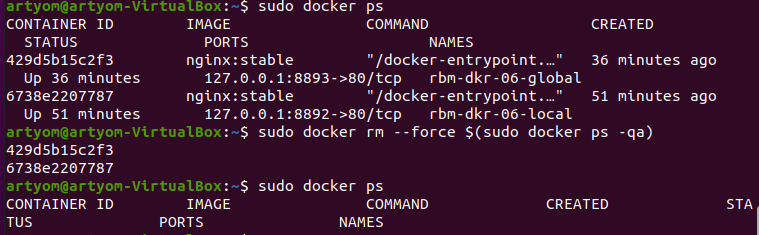 artyom@artyom-VirtualBox:~$ sudo docker ps
CONTAINER ID        IMAGE               COMMAND                  CREATED
  STATUS              PORTS                    NAMES
429d5b15c2f3        nginx:stable        "/docker-entrypoint.…"   36 minutes ago
  Up 36 minutes       127.0.0.1:8893->80/tcp   rbm-dkr-06-global
6738e2207787        nginx:stable        "/docker-entrypoint.…"   51 minutes ago
  Up 51 minutes       127.0.0.1:8892->80/tcp   rbm-dkr-06-local
artyom@artyom-VirtualBox:~$ sudo docker rm --force $(sudo docker ps -qa)
429d5b15c2f3
6738e2207787
artyom@artyom-VirtualBox:~$ sudo docker ps
CONTAINER ID        IMAGE               COMMAND             CREATED             STA
TUS              PORTS               NAMES